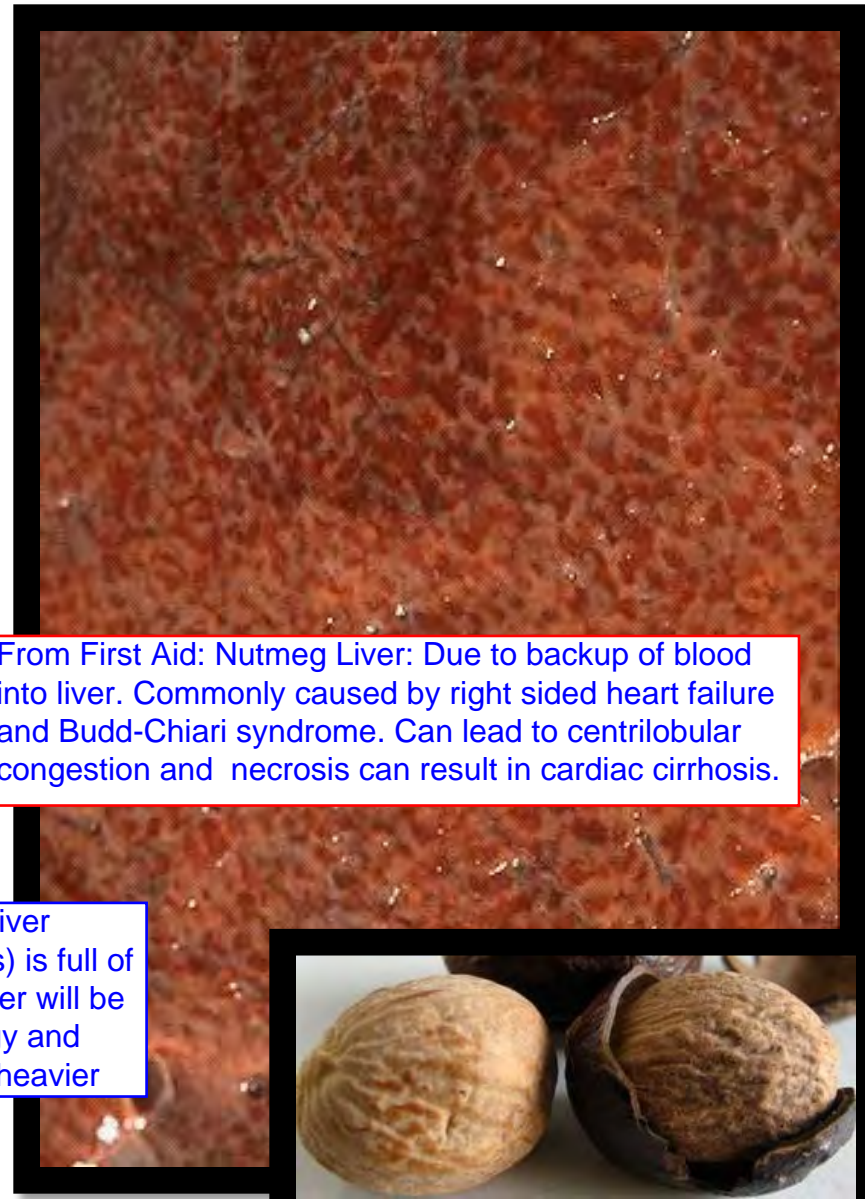 From First Aid: Nutmeg Liver: Due to backup of blood
into liver. Commonly caused by right sided heart failure
and Budd-Chiari syndrome. Can lead to centrilobular
congestion and necrosis can result in cardiac cirrhosis.
is full of
will be
and
heavier